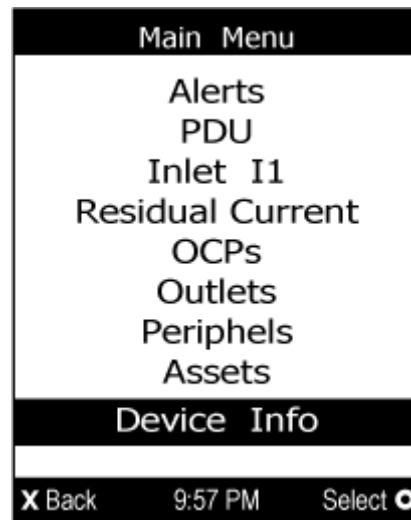 Main Menu
Alerts
PDU
Inlet I1
Residual Current
OCPs
Outlets
Periphels
Assets
Device Info
X Back 9:57 PM Select O